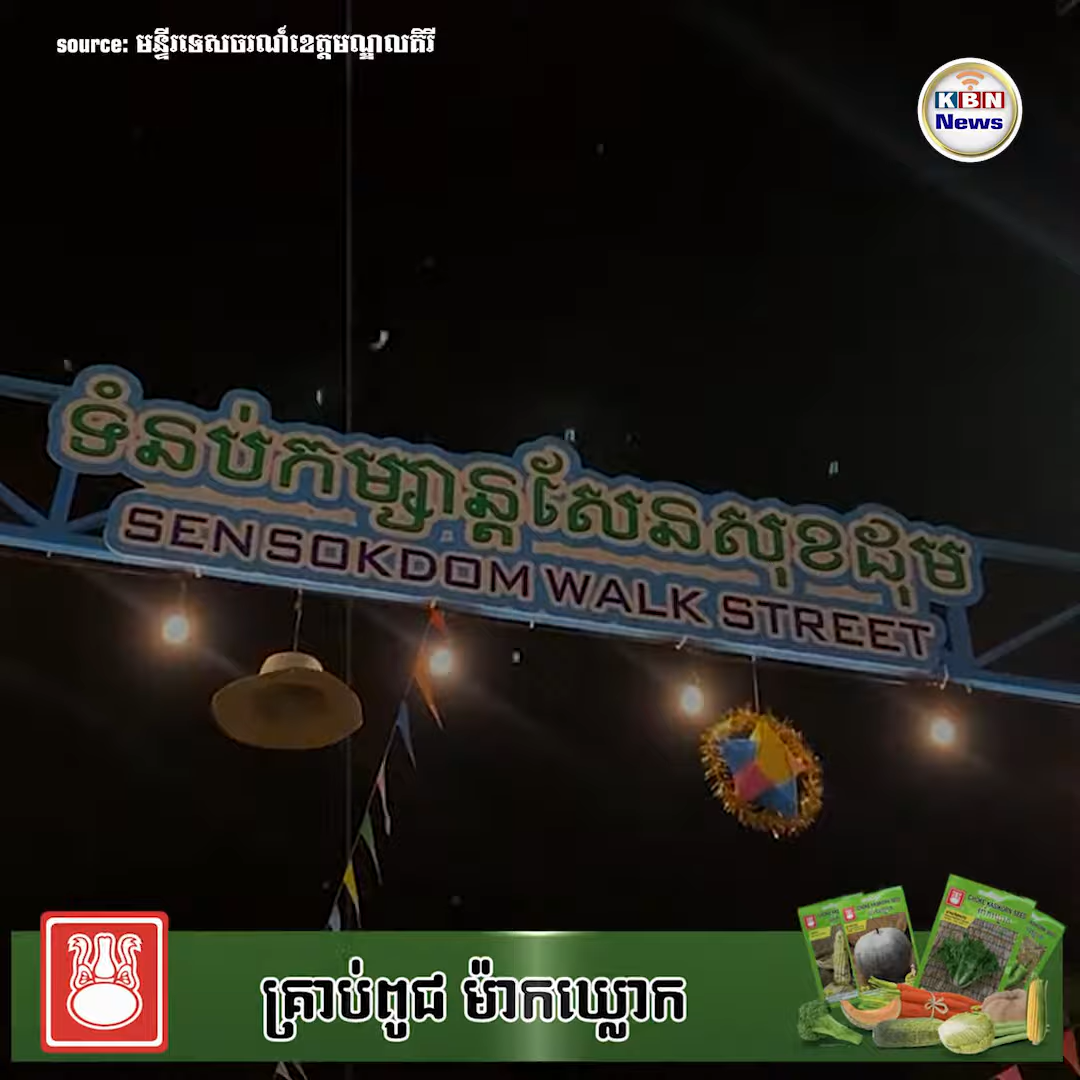 source: មន្ទីរទេសចរណ៍ខេត្តមណ្ឌលគិរី
KBN
News
ទំនប់កម្សាន្តសែនសុខដុម
SENSOKDOM WALK STREET
គ្រាប់ពូជ ម៉ាកឃ្លោក